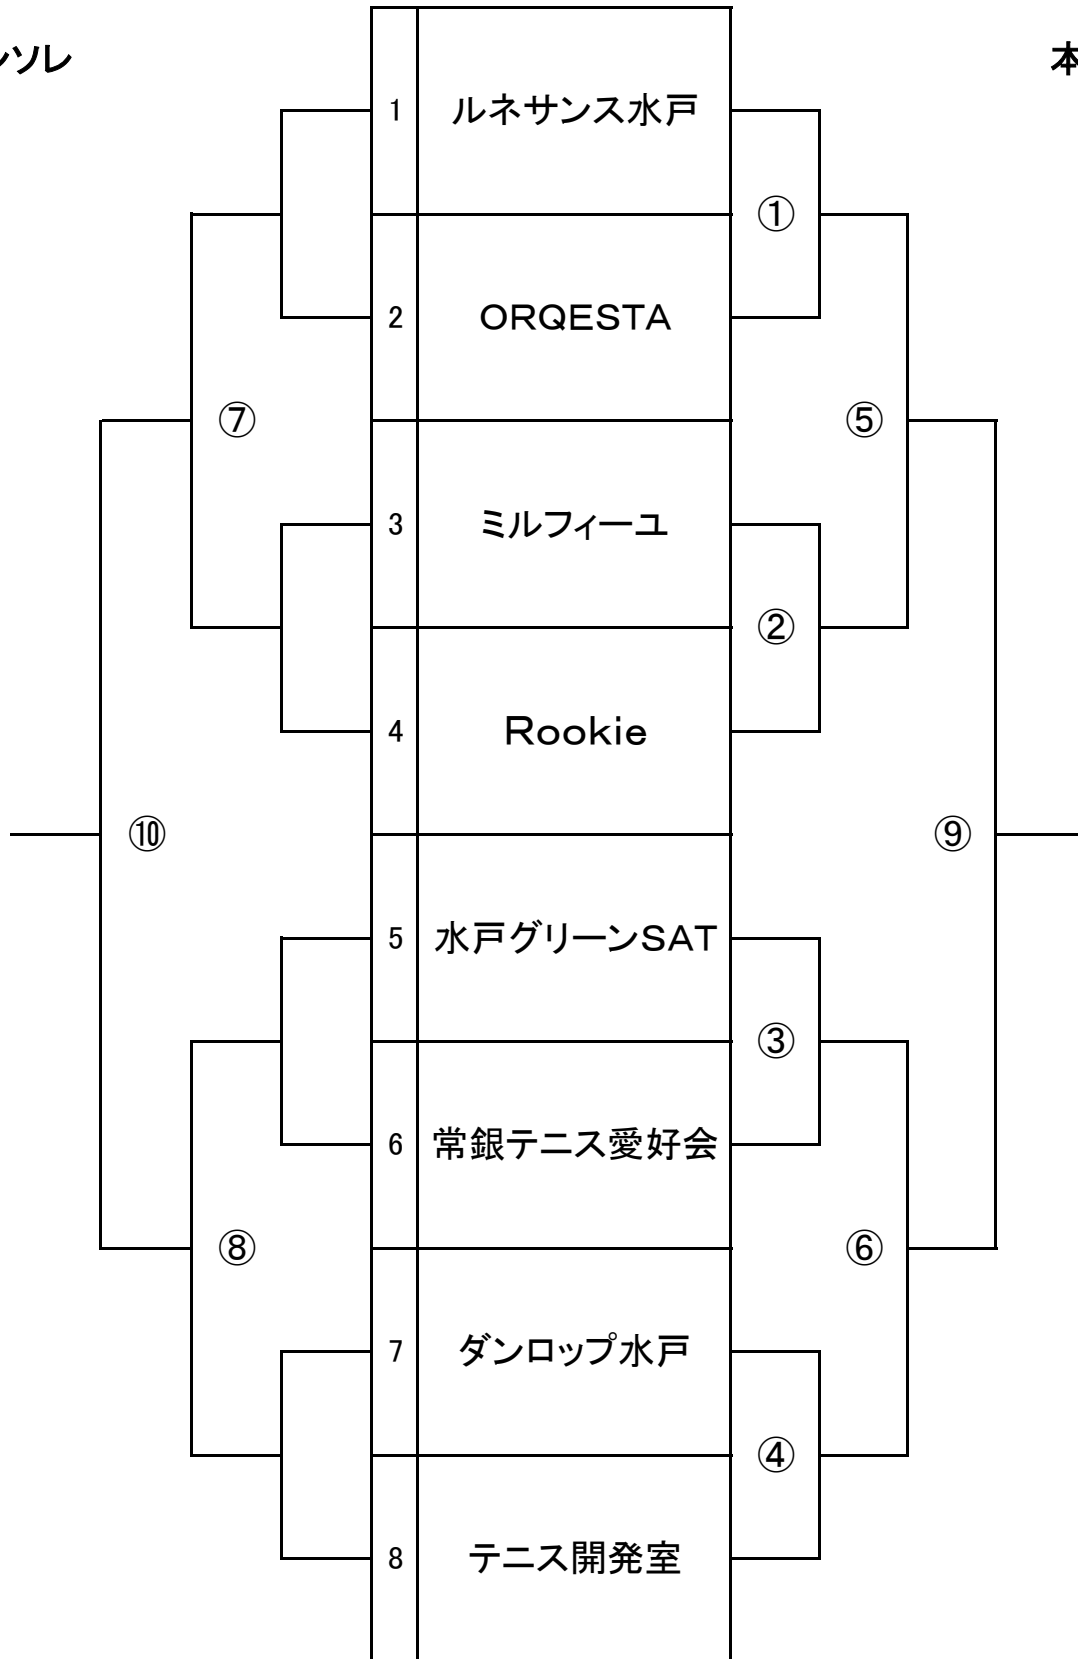 ンソレ
本
1 ルネサンス水戸
①
2 ORQESTA
⑦
⑤
3 ミルフィーユ
②
4 Rookie
⑩
⑨
5 水戸グリーンSAT
③
6 常銀テニス愛好会
⑧
⑥
7 ダンロップ水戸
④
8 テニス開発室